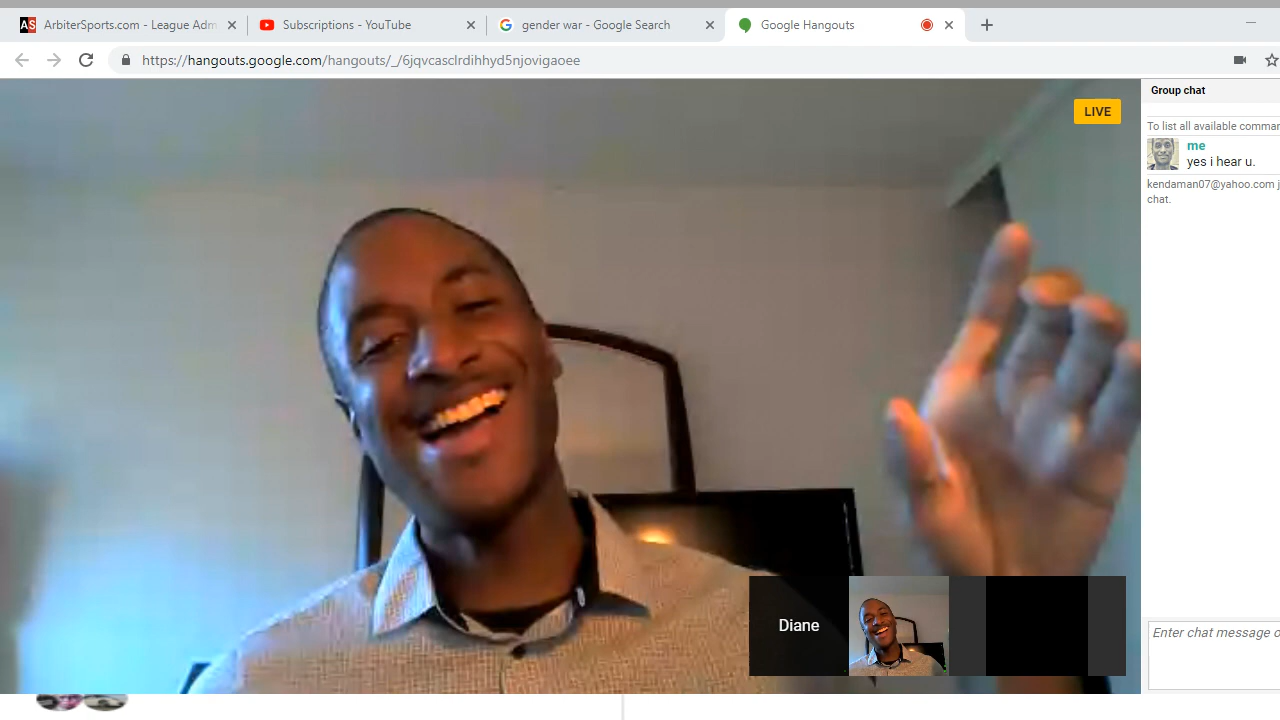 AS ArbiterSports.com - League Adm
Subscriptions - YouTube
gender war - Google Search
Google Hangouts
https://hangouts.google.com/hangouts/_/6jqvcasclrdihhyd5njovigaoee
LIVE
Group chat
To list all available comman
me
yes i hear u.
kendaman07@yahoo.com j
chat.
Diane
Enter chat message o